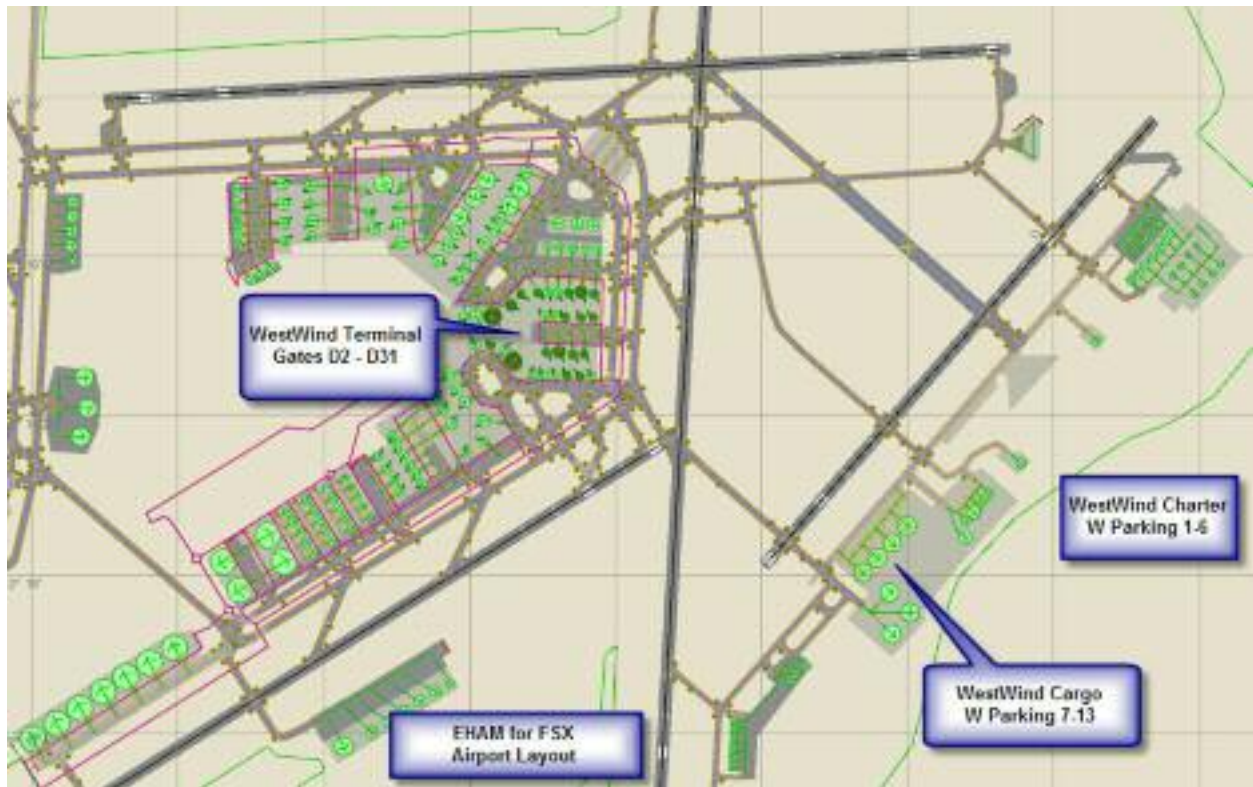 WestWind Terminal
Gates D2 - D31
WestWind Charter
W Parking 1-6
WestWind Cargo
W Parking 7-13
EHAM for FSX
Airport Layout